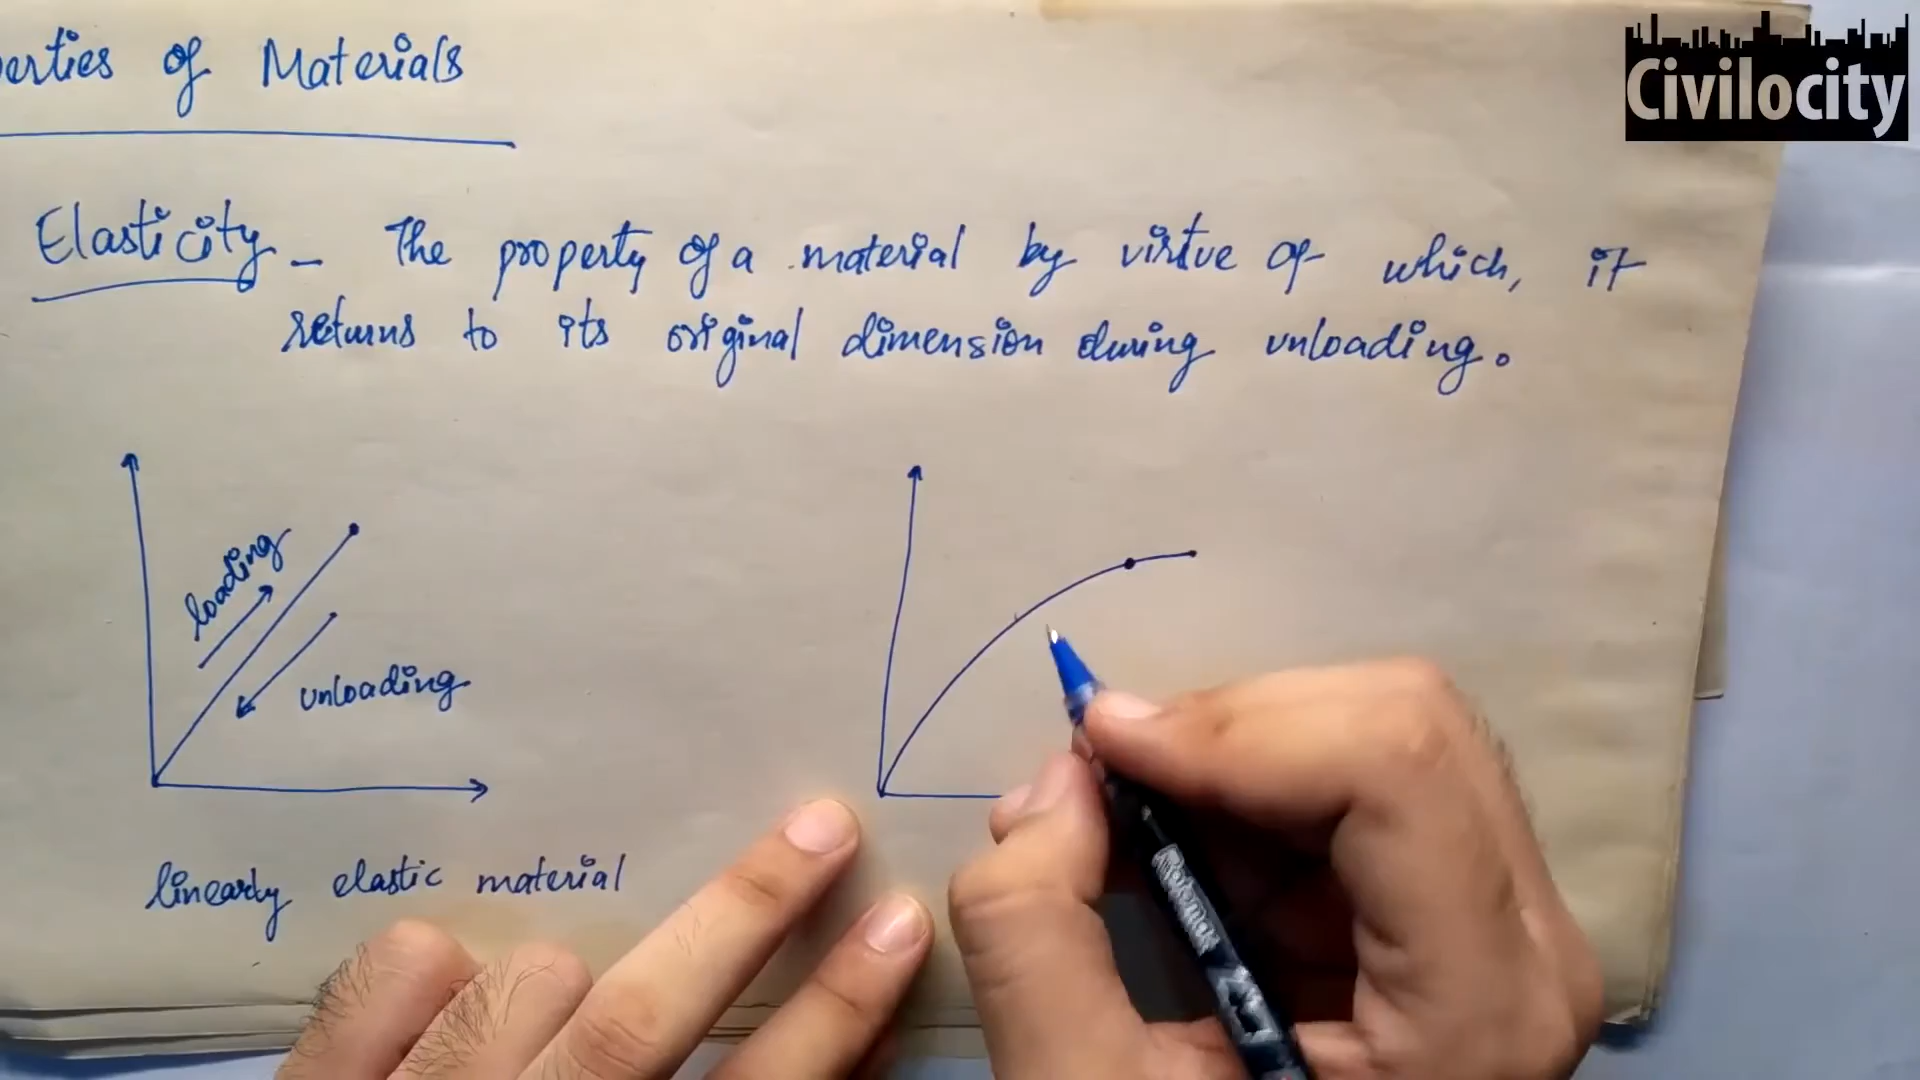 erties of Materials
Civilocity
Elasticity - The property of a material by virtue of which, it
returns to its original dimension during unloading.
loading
unloading
linearly elastic material